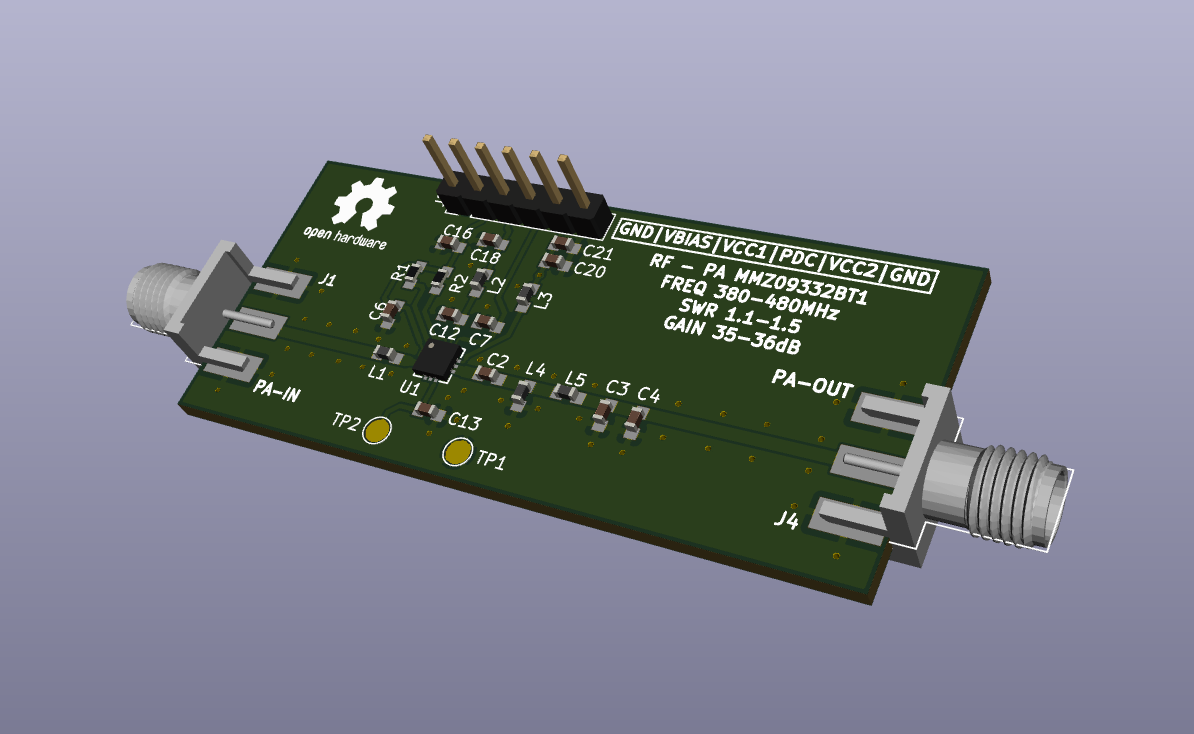 open hardware
GND|VBIAS|VCC1|PDC|VCC2|GND
RF - PA MMZ09332BT1
FREQ 380-480MHz
SWR 1.1-1.5
GAIN 35-36dB
C16
C18
C21
C20
R1
R2
L2
L3
J1
C6
C12
C7
L1
U1
C2
L4
L5
C3
C4
PA-OUT
PA-IN
TP2
C13
TP1
J4